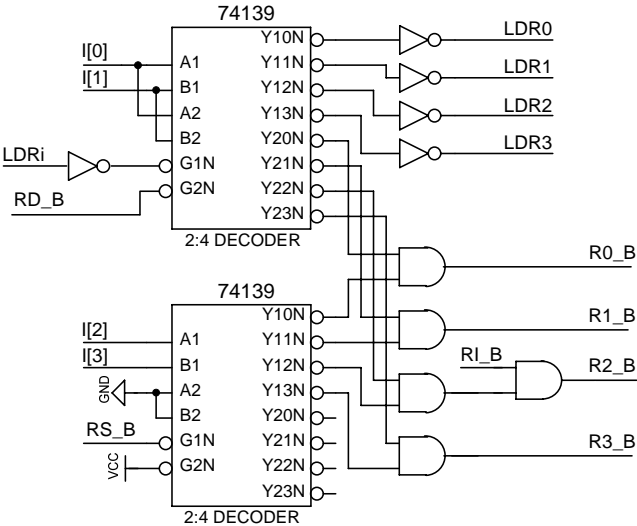 74139
I[0]
I[1]
A1
B1
A2
B2
LDRi
G1N
RD_B
G2N
Y10N
Y11N
Y12N
Y13N
Y20N
Y21N
Y22N
Y23N
LDR0
LDR1
LDR2
LDR3
2:4 DECODER
74139
I[2]
I[3]
A1
B1
GND
A2
B2
RS_B
G1N
VCC
G2N
Y10N
Y11N
Y12N
Y13N
Y20N
Y21N
Y22N
Y23N
2:4 DECODER
R0_B
R1_B
RI_B
R2_B
R3_B